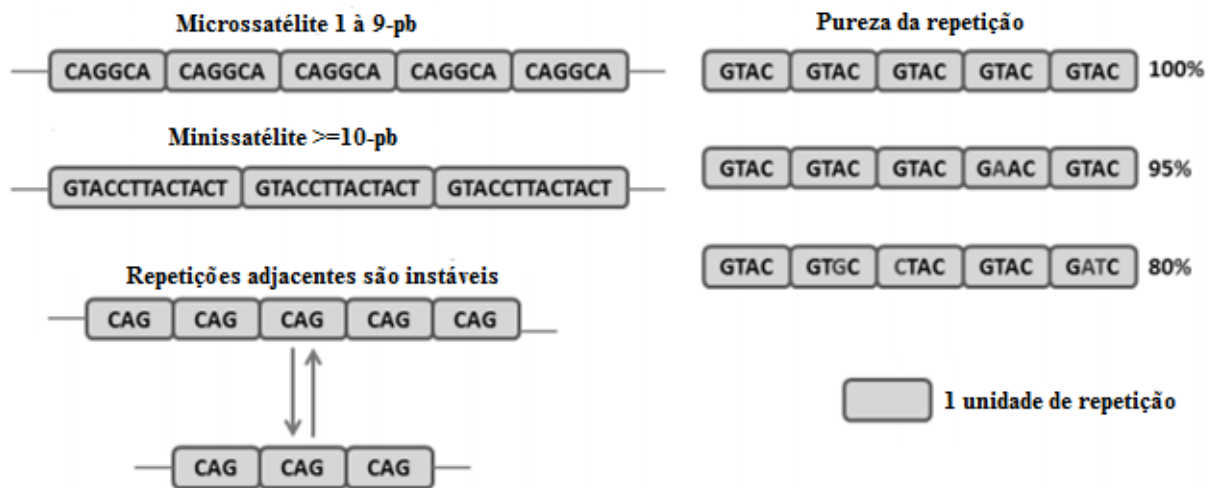 Microssatélite 1 à 9-pb
CAGGCA CAGGCA CAGGCA CAGGCA CAGGCA
Minissatélite >=10-pb
GTACCTTACTACT GTACCTTACTACT GTACCTTACTACT
Repetições adjacentes são instáveis
CAG CAG CAG CAG CAG
CAG CAG CAG
Pureza da repetição
GTAC GTAC GTAC GTAC GTAC 100%
GTAC GTAC GTAC GAAC GTAC 95%
GTAC GTGC CTAC GTAC GATC 80%
1 unidade de repetição